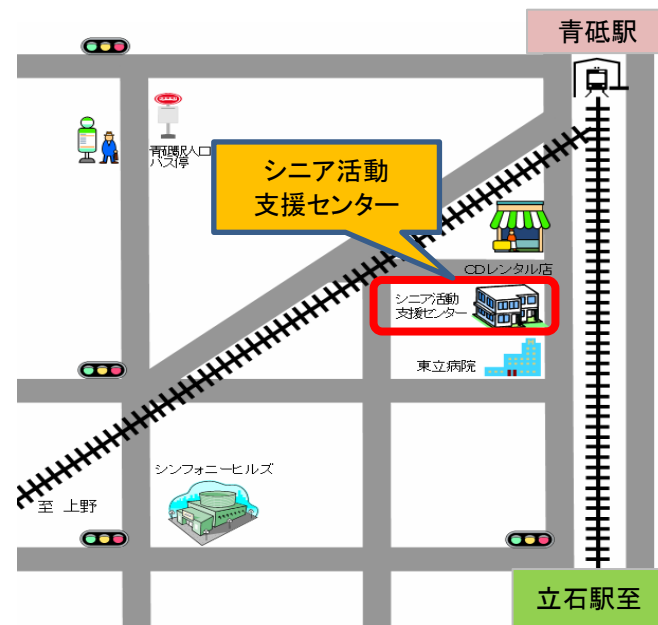 青砥駅
青砥駅入口
バス停
シニア活動
支援センター
CDレンタル店
シニア活動
支援センター
東立病院
シンフォニーヒルズ
至 上野
立石駅至